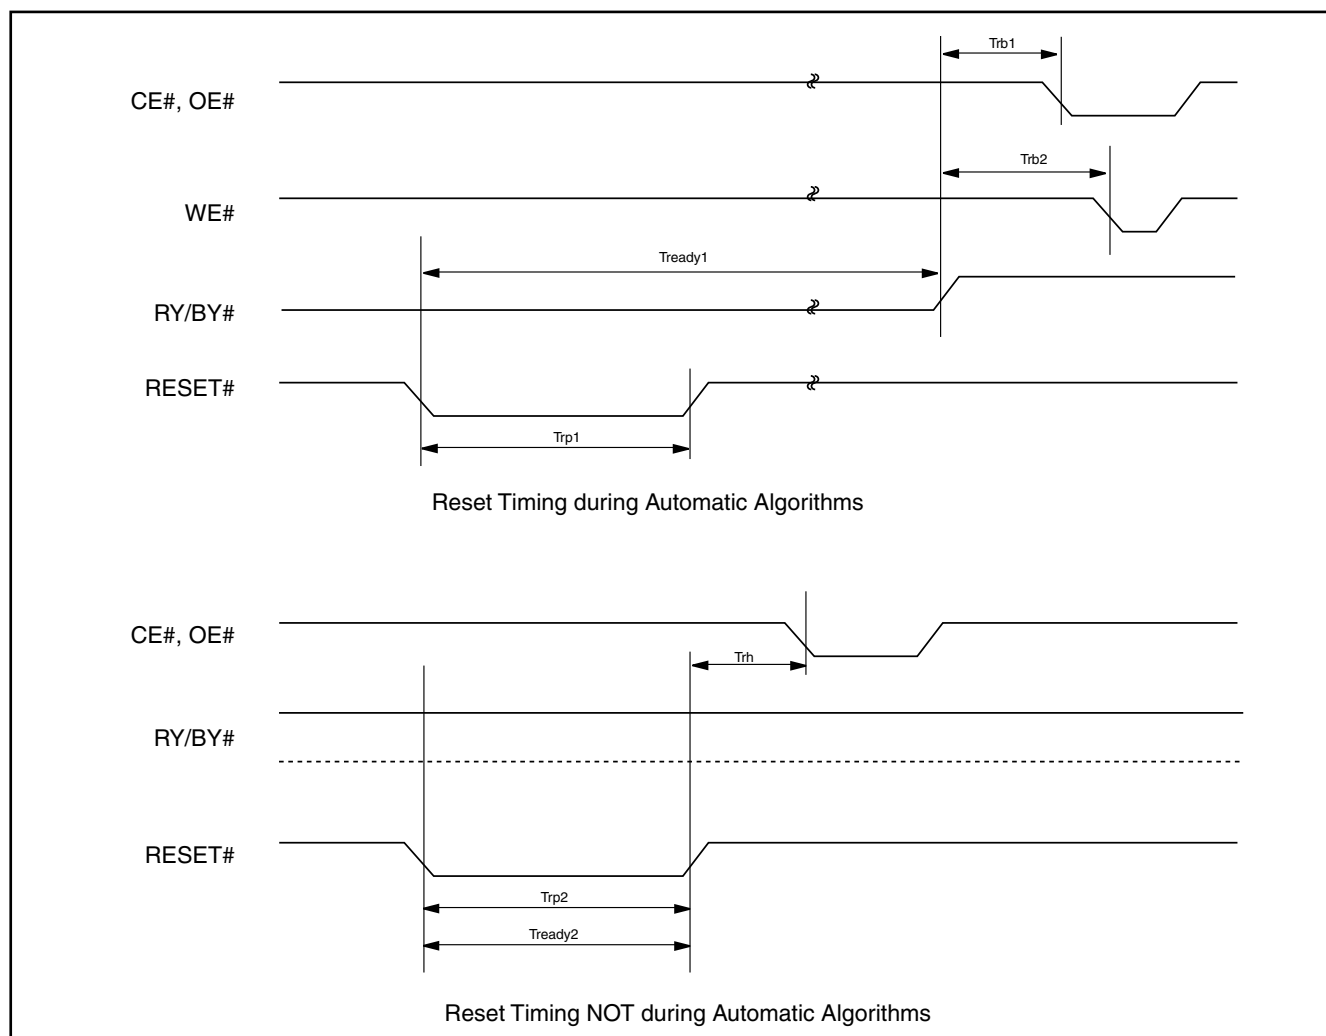 Trb1
CE#, OE#
Trb2
WE#
Tready1
RY/BY#
RESET#
Trp1
Reset Timing during Automatic Algorithms
CE#, OE#
Trh
RY/BY#
RESET#
Trp2
Tready2
Reset Timing NOT during Automatic Algorithms